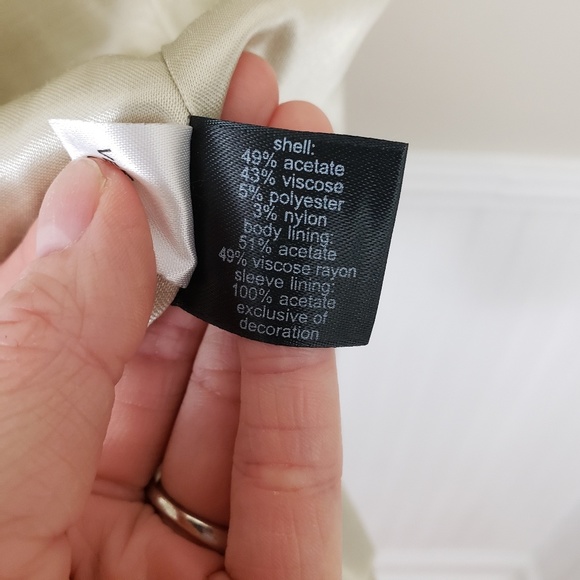 shell:
49% acetate
43% viscose
5% polyester
3% nylon
body lining:
51% acetate
49% viscose rayon
sleeve lining:
100% acetate
exclusive of
decoration